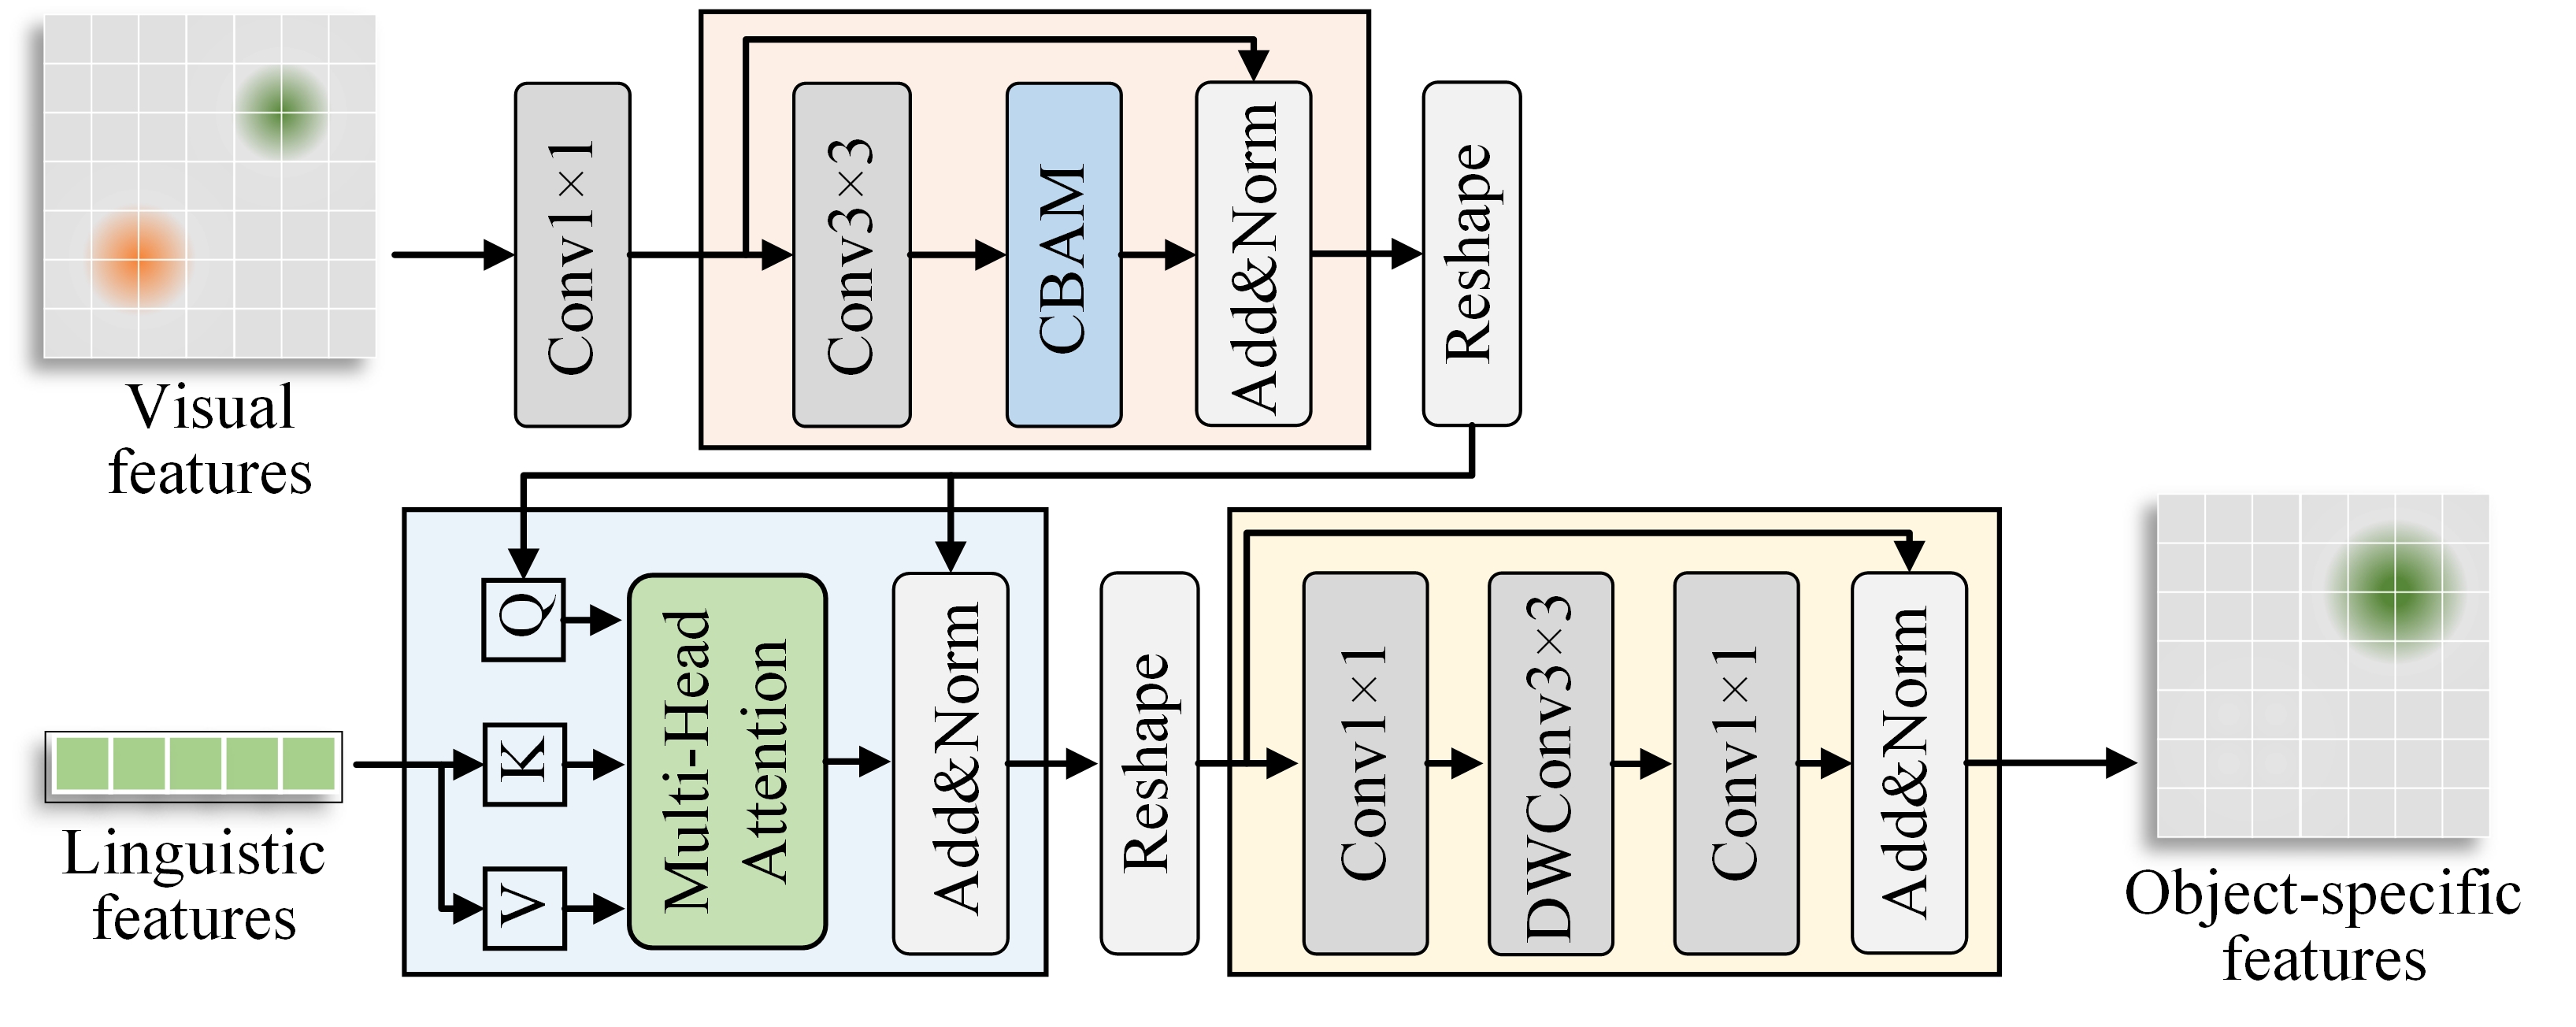 Visual
features
Conv1×1
Conv3×3
CBAM
Add&Norm
Reshape
Linguistic
features
Q
K
V
Multi-Head
Attention
Add&Norm
Reshape
Conv1×1
DWConv3×3
Conv1×1
Add&Norm
Object-specific
features